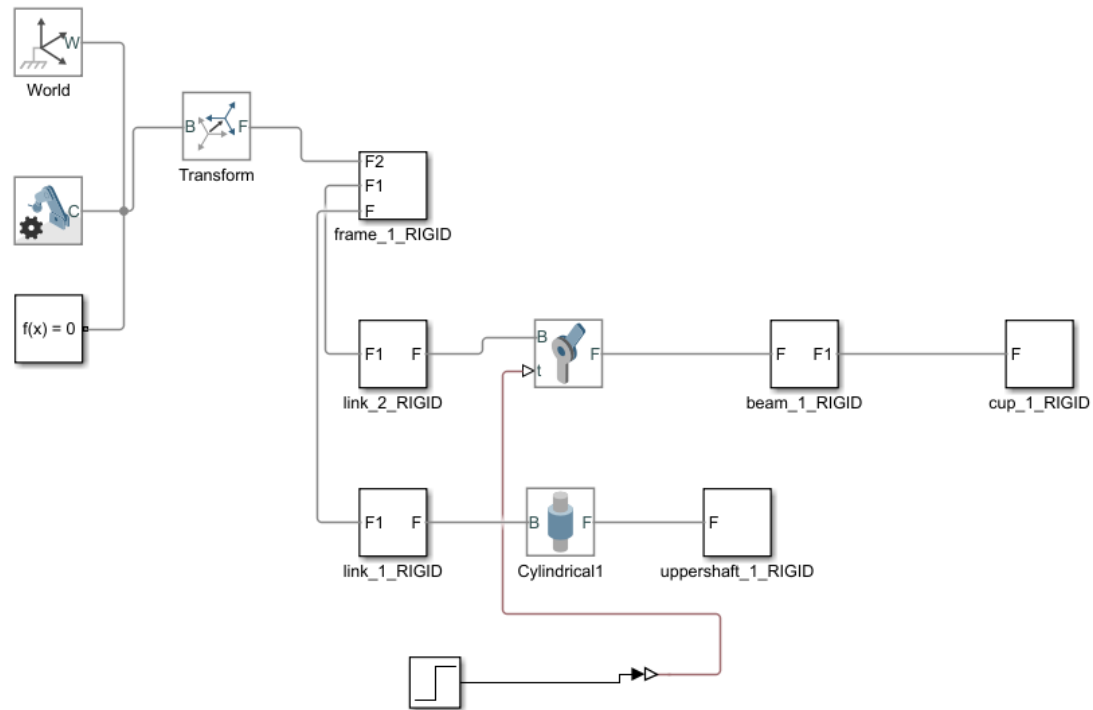 W
World
B F
Transform
C
F2
F1
F
frame_1_RIGID
f(x) = 0
F1 F
link_2_RIGID
B
t
F
F F1
beam_1_RIGID
F
cup_1_RIGID
F1 F
link_1_RIGID
B F
Cylindrical1
F
uppershaft_1_RIGID